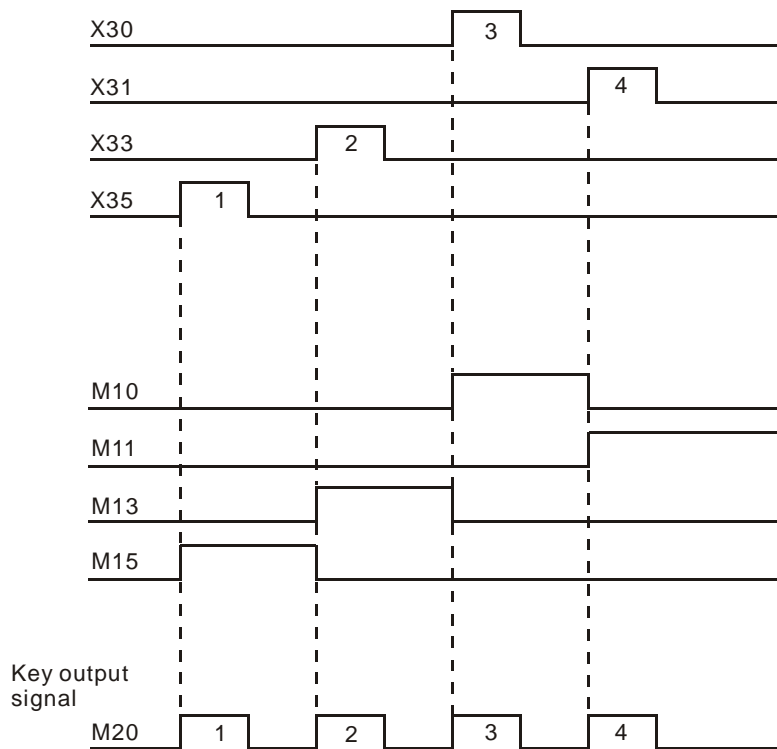 X30 3
X31 4
X33 2
X35 1
M10
M11
M13
M15
Key output
signal
M20 1 2 3 4